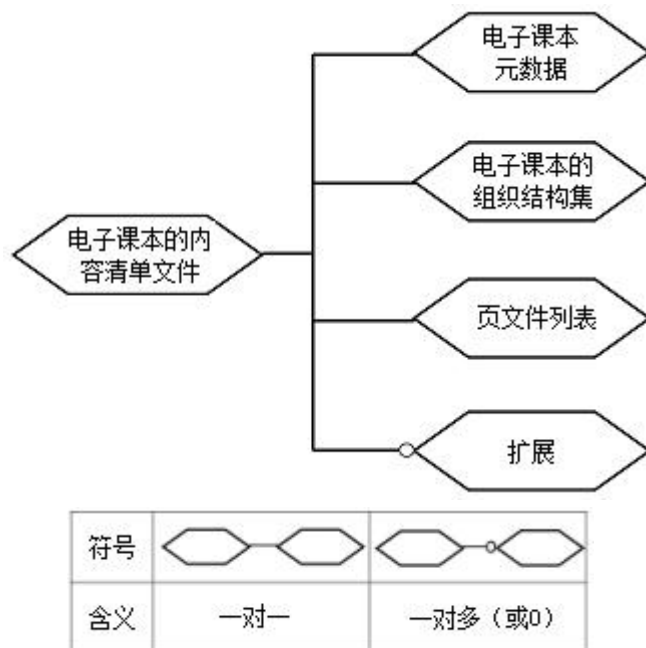 电子课本
元数据
电子课本的
组织结构集
电子课本的内
容清单文件
页文件列表
扩展
符号
含义 一对一 一对多（或0）